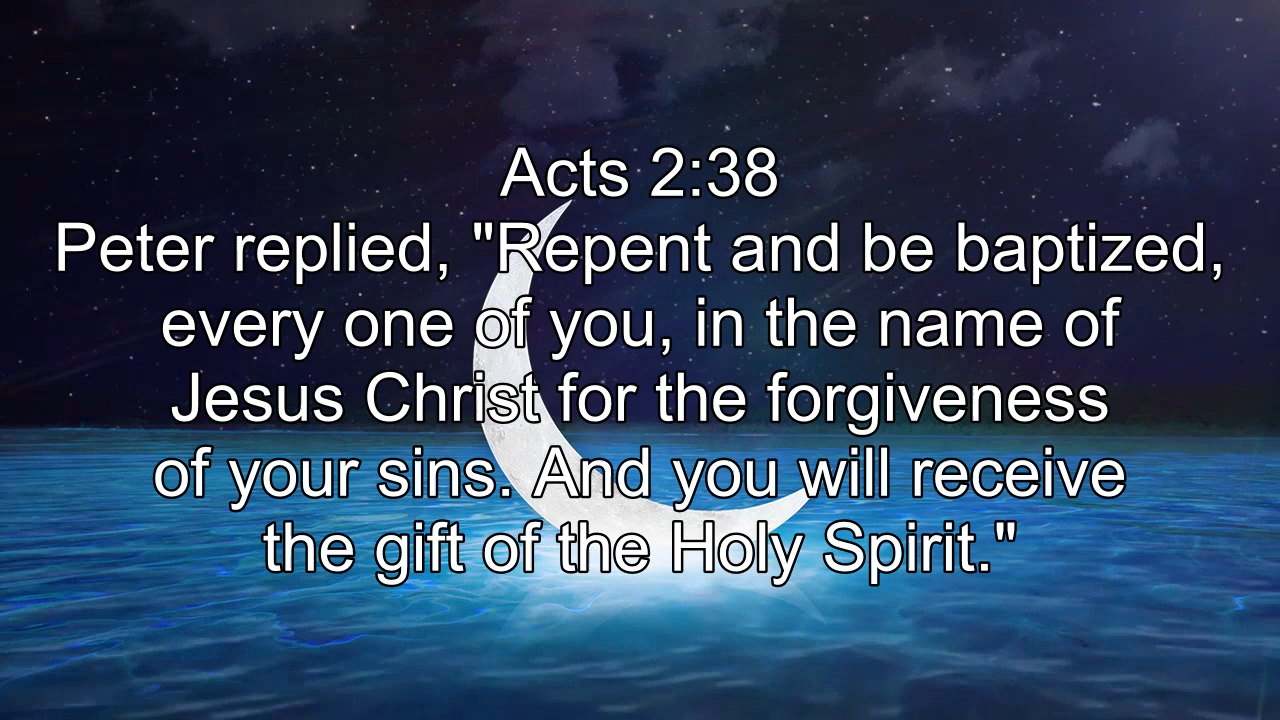 Acts 2:38
Peter replied, "Repent and be baptized,
every one of you, in the name of
Jesus Christ for the forgiveness
of your sins. And you will receive
the gift of the Holy Spirit."